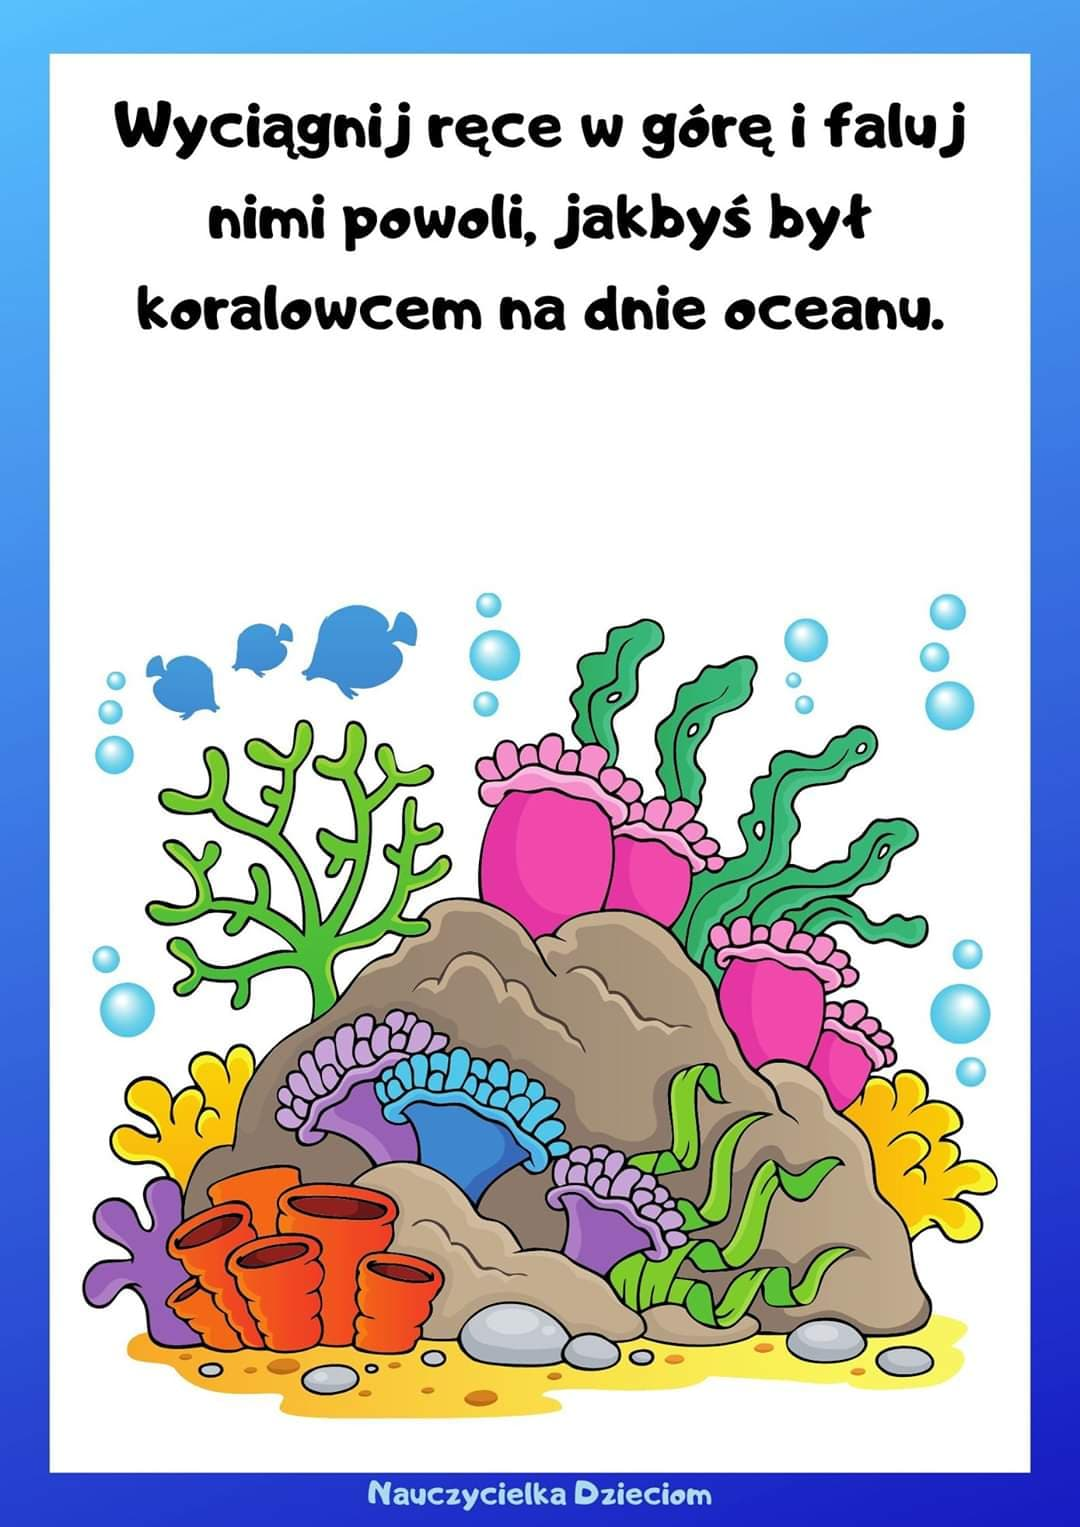 Wyciągnij ręce w górę i faluj
nimi powoli, jakbyś był
koralowcem na dnie oceanu.
Nauczycielka Dzieciom